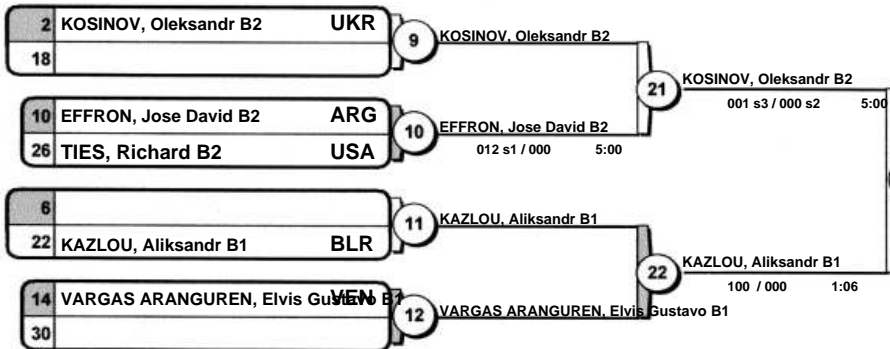 2 KOSINOV, Oleksandr B2 UKR
18
9 KOSINOV, Oleksandr B2
10 EFFRON, Jose David B2 ARG
26 TIES, Richard B2 USA
10 EFFRON, Jose David B2
012 s1 / 000 5:00
21 KOSINOV, Oleksandr B2
001 s3 / 000 s2 5:00
6
22 KAZLOU, Aliksandr B1 BLR
11 KAZLOU, Aliksandr B1
14 VARGAS ARANGUREN, Elvis Gustavo B1 VEN
30
12 VARGAS ARANGUREN, Elvis Gustavo B1
22 KAZLOU, Aliksandr B1
100 / 000 1:06